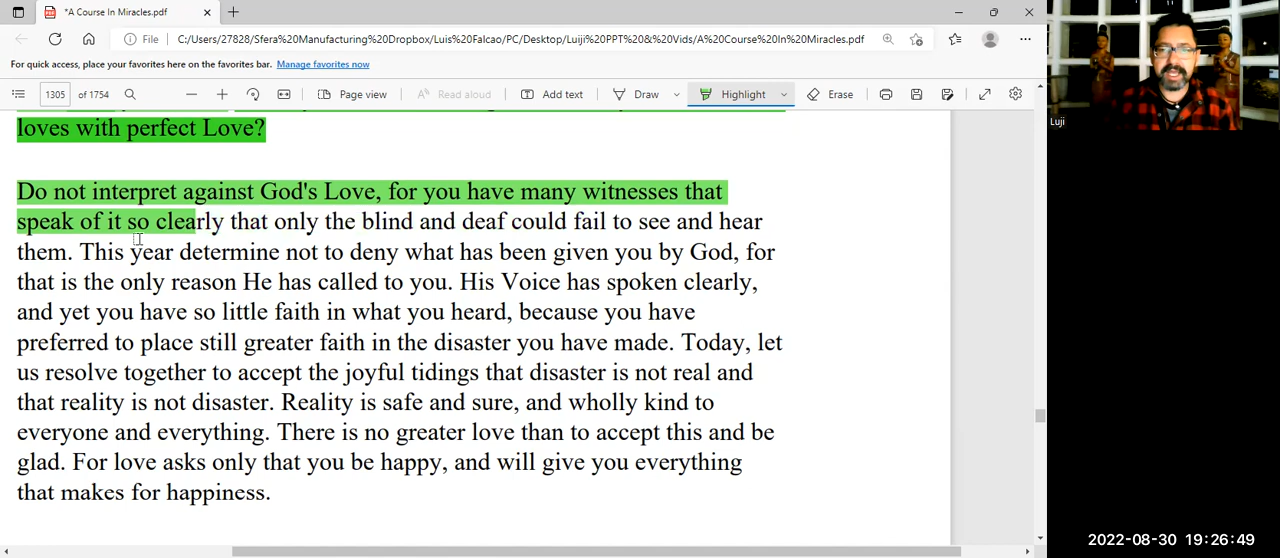 *A Course In Miracles.pdf
File C:/Users/27828/Sfera%20Manufacturing%20Dropbox/Luis%20Falcao/PC/Desktop/Luiji%20PPT%20&%20Vids/A%20Course%20In%20Miracles.pdf
For quick access, place your favorites here on the favorites bar. Manage favorites now
1305 of 1754 Page view Read aloud Add text Draw Highlight Erase
loves with perfect Love?
Do not interpret against God's Love, for you have many witnesses that
speak of it so clearly that only the blind and deaf could fail to see and hear
them. This year determine not to deny what has been given you by God, for
that is the only reason He has called to you. His Voice has spoken clearly,
and yet you have so little faith in what you heard, because you have
preferred to place still greater faith in the disaster you have made. Today, let
us resolve together to accept the joyful tidings that disaster is not real and
that reality is not disaster. Reality is safe and sure, and wholly kind to
everyone and everything. There is no greater love than to accept this and be
glad. For love asks only that you be happy, and will give you everything
that makes for happiness.
Luji
2022-08-30 19:26:49